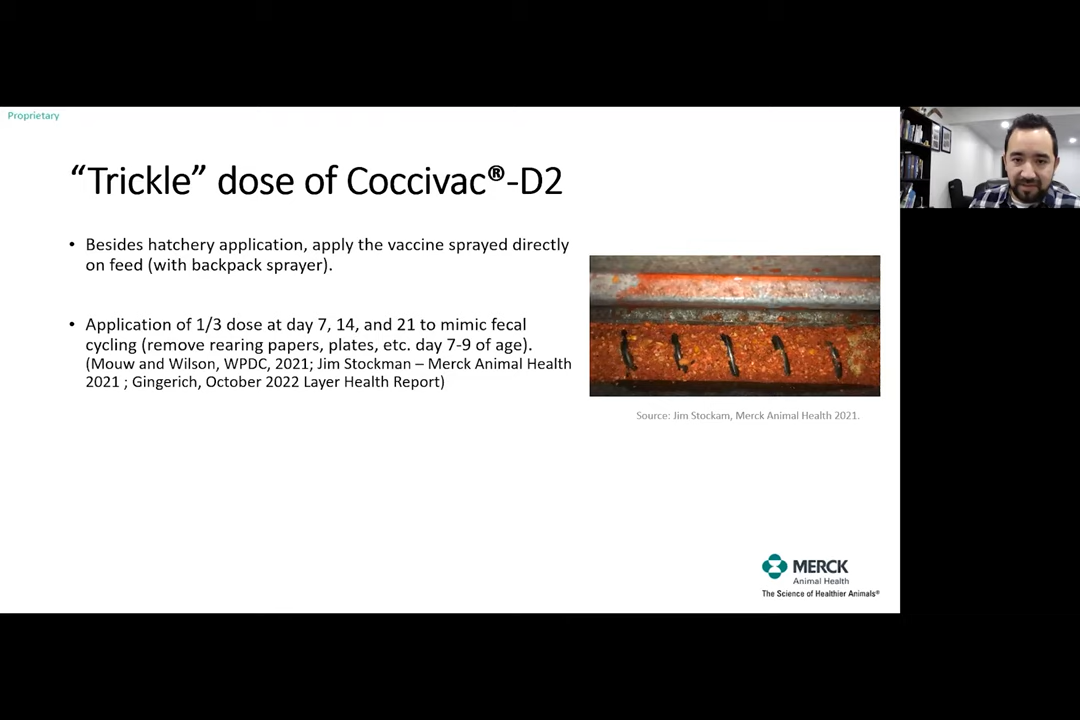 Proprietary
“Trickle” dose of Coccivac®-D2
• Besides hatchery application, apply the vaccine sprayed directly
on feed (with backpack sprayer).
• Application of 1/3 dose at day 7, 14, and 21 to mimic fecal
cycling (remove rearing papers, plates, etc. day 7-9 of age).
(Mouw and Wilson, WPDC, 2021; Jim Stockman – Merck Animal Health
2021 ; Gingerich, October 2022 Layer Health Report)
Source: Jim Stockam, Merck Animal Health 2021.
MERCK
Animal Health
The Science of Healthier Animals®